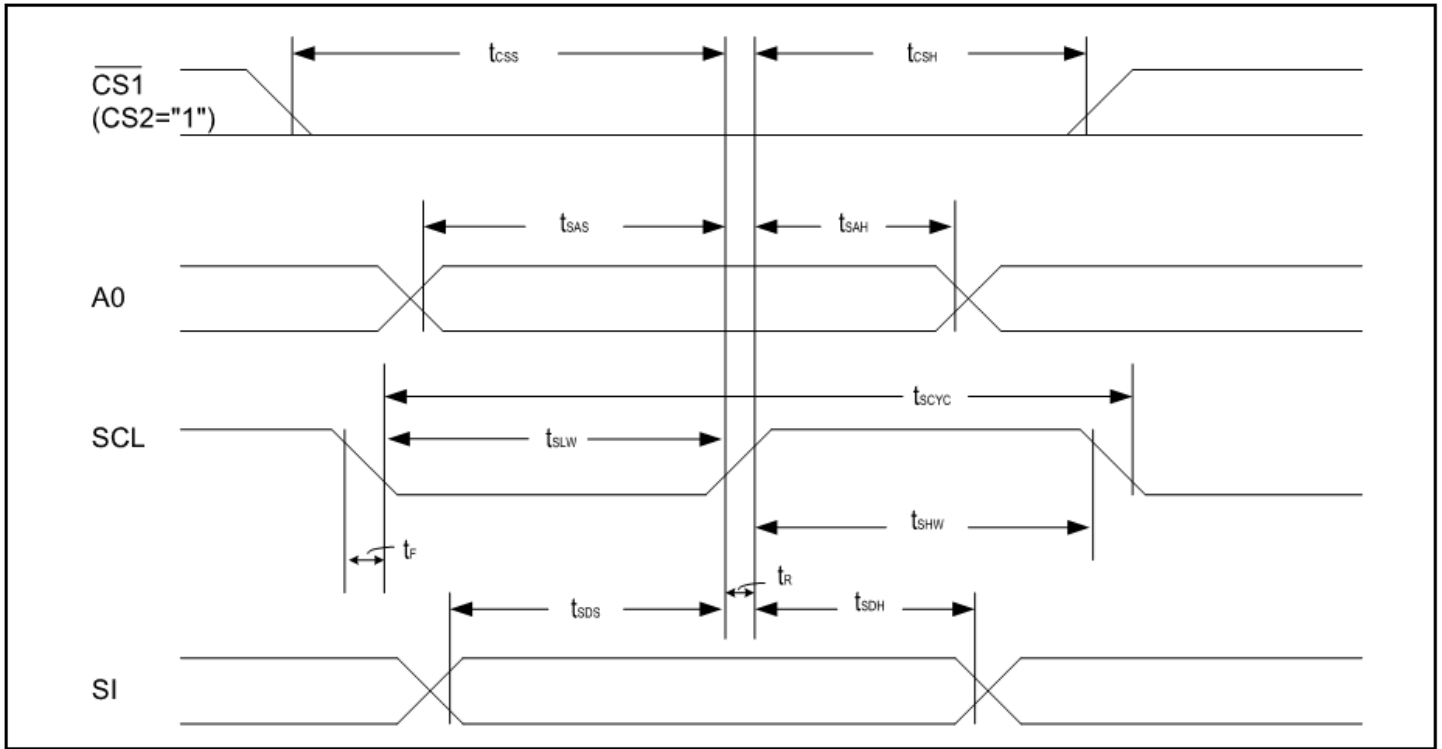 tCSS
tCSH
CS1
(CS2="1")
tSAS
tSAH
A0
tSCYC
SCL
tSLW
tSHW
tF
tR
tSDS
tSDH
SI